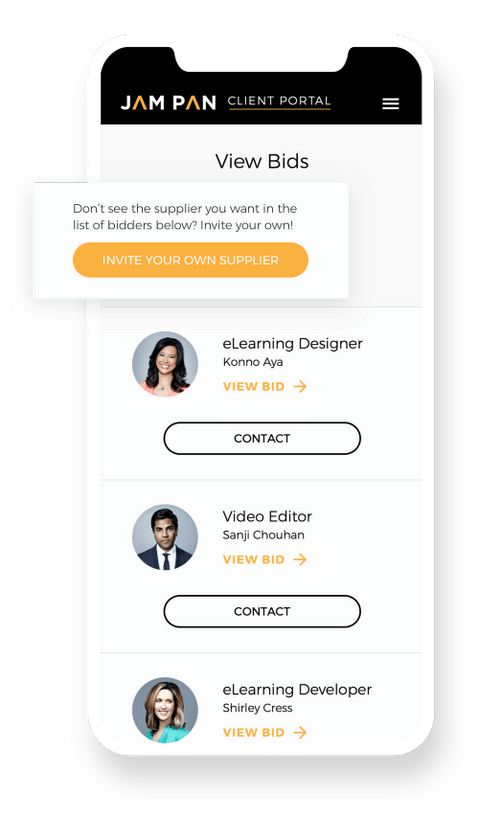 JAM PAN CLIENT PORTAL
View Bids
Don't see the supplier you want in the
list of bidders below? Invite your own!
INVITE YOUR OWN SUPPLIER
eLearning Designer
Konno Aya
VIEW BID →
CONTACT
Video Editor
Sanji Chouhan
VIEW BID →
CONTACT
eLearning Developer
Shirley Cress
VIEW BID →